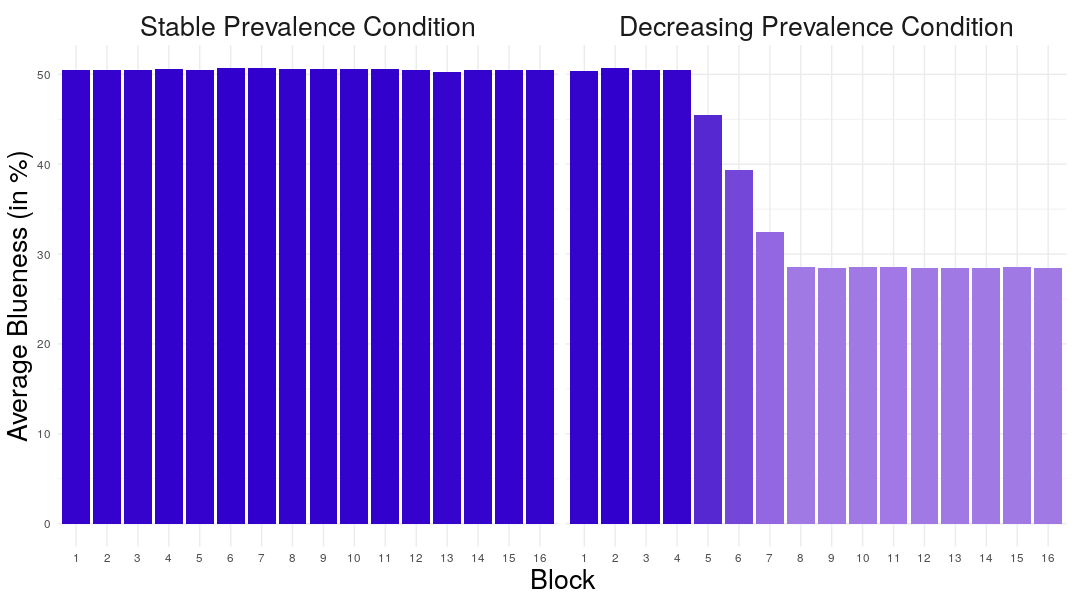 Stable Prevalence Condition
Decreasing Prevalence Condition
Average Blueness (in %)
50
40
30
20
10
0
1 2 3 4 5 6 7 8 9 10 11 12 13 14 15 16
1 2 3 4 5 6 7 8 9 10 11 12 13 14 15 16
Block